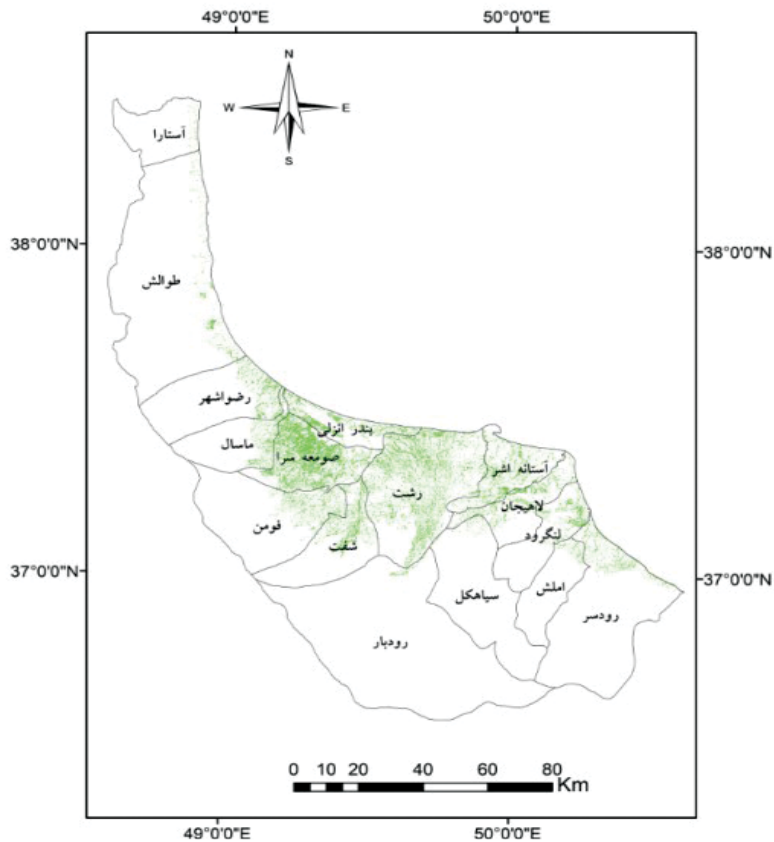 49°0'0"E 50°0'0"E
N
W E
S
آستارا
38°0'0"N 38°0'0"N
طوالش
رضواشهر
بندر انزلی
ماسال
صومعه سرا
آستانه اشر
رشت
لاهیجان
فومن
لنگرود
شفت
37°0'0"N 37°0'0"N
املش
سیاهکل
رودسر
رودبار
0 10 20 40 60 80
Km
49°0'0"E 50°0'0"E